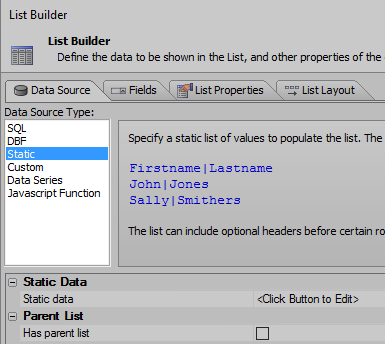 List Builder
List Builder
Define the data to be shown in the List, and other properties of the
Data Source
Fields
List Properties
List Layout
Data Source Type:
SQL
DBF
Static
Custom
Data Series
Javascript Function
Specify a static list of values to populate the list. The
Firstname|Lastname
John|Jones
Sally|Smithers
The list can include optional headers before certain ro
Static Data
Static data <Click Button to Edit>
Parent List
Has parent list